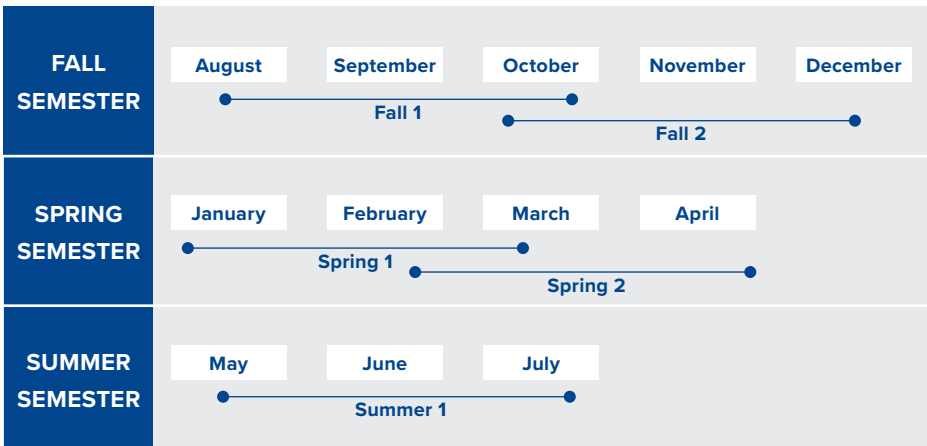 FALL
SEMESTER
August September October November December
Fall 1
Fall 2
SPRING
SEMESTER
January February March April
Spring 1
Spring 2
SUMMER
SEMESTER
May June July
Summer 1